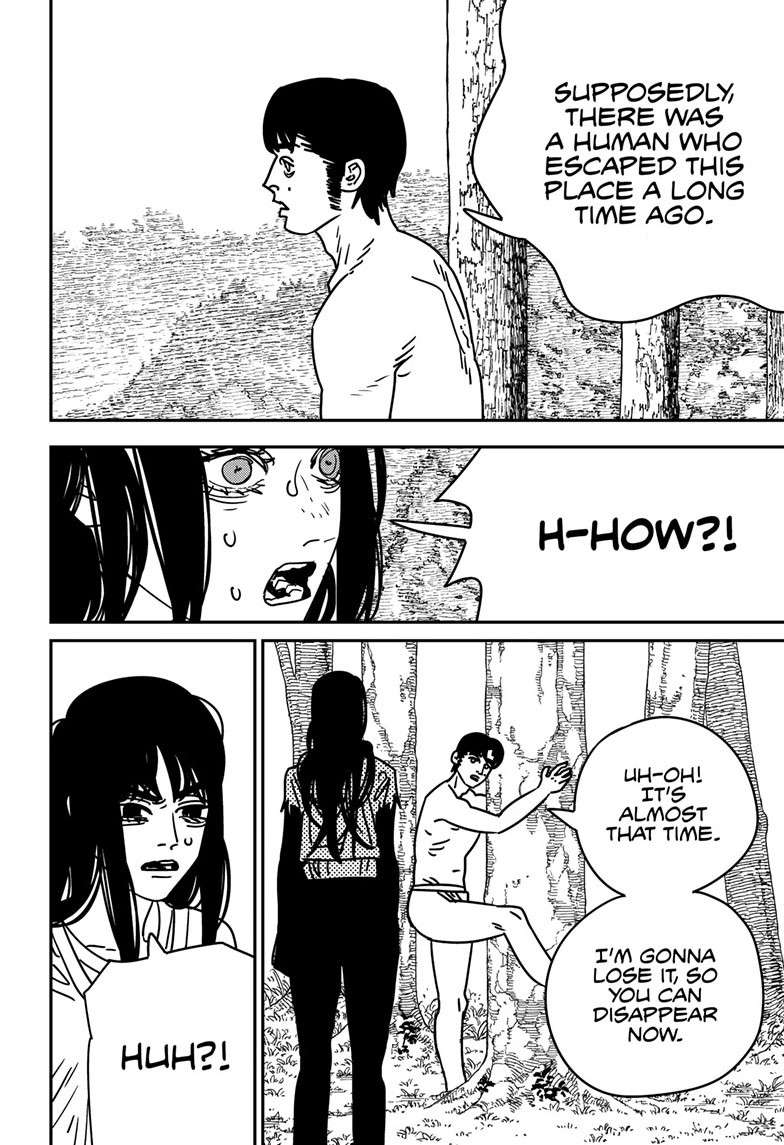 SUPPOSEDLY,
THERE WAS
A HUMAN WHO
ESCAPED THIS
PLACE A LONG
TIME AGO.
H-HOW?!
HUH?!
UH-OH!
IT'S
ALMOST
THAT TIME.
I'M GONNA
LOSE IT, SO
YOU CAN
DISAPPEAR
NOW.